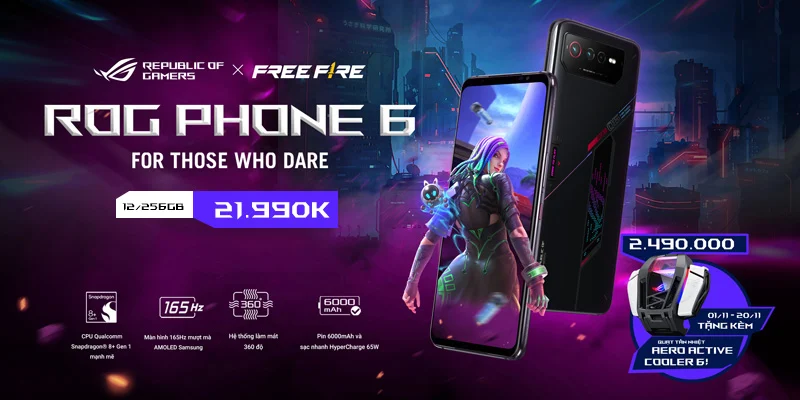 REPUBLIC OF
GAMERS
×
FREE FIRE
ROG PHONE 6
FOR THOSE WHO DARE
12/256GB
21.990K
Snapdragon
8+ Gen 1
CPU Qualcomm
Snapdragon® 8+ Gen 1
mạnh mẽ
165Hz
Màn hình 165Hz mượt mà
AMOLED Samsung
360°
Hệ thống làm mát
360 độ
6000
mAh
Pin 6000mAh và
sạc nhanh HyperCharge 65W
2.490.000
01/11 - 20/11
TẶNG KÈM
QUẠT TẢN NHIỆT
AERO ACTIVE
COOLER 6!